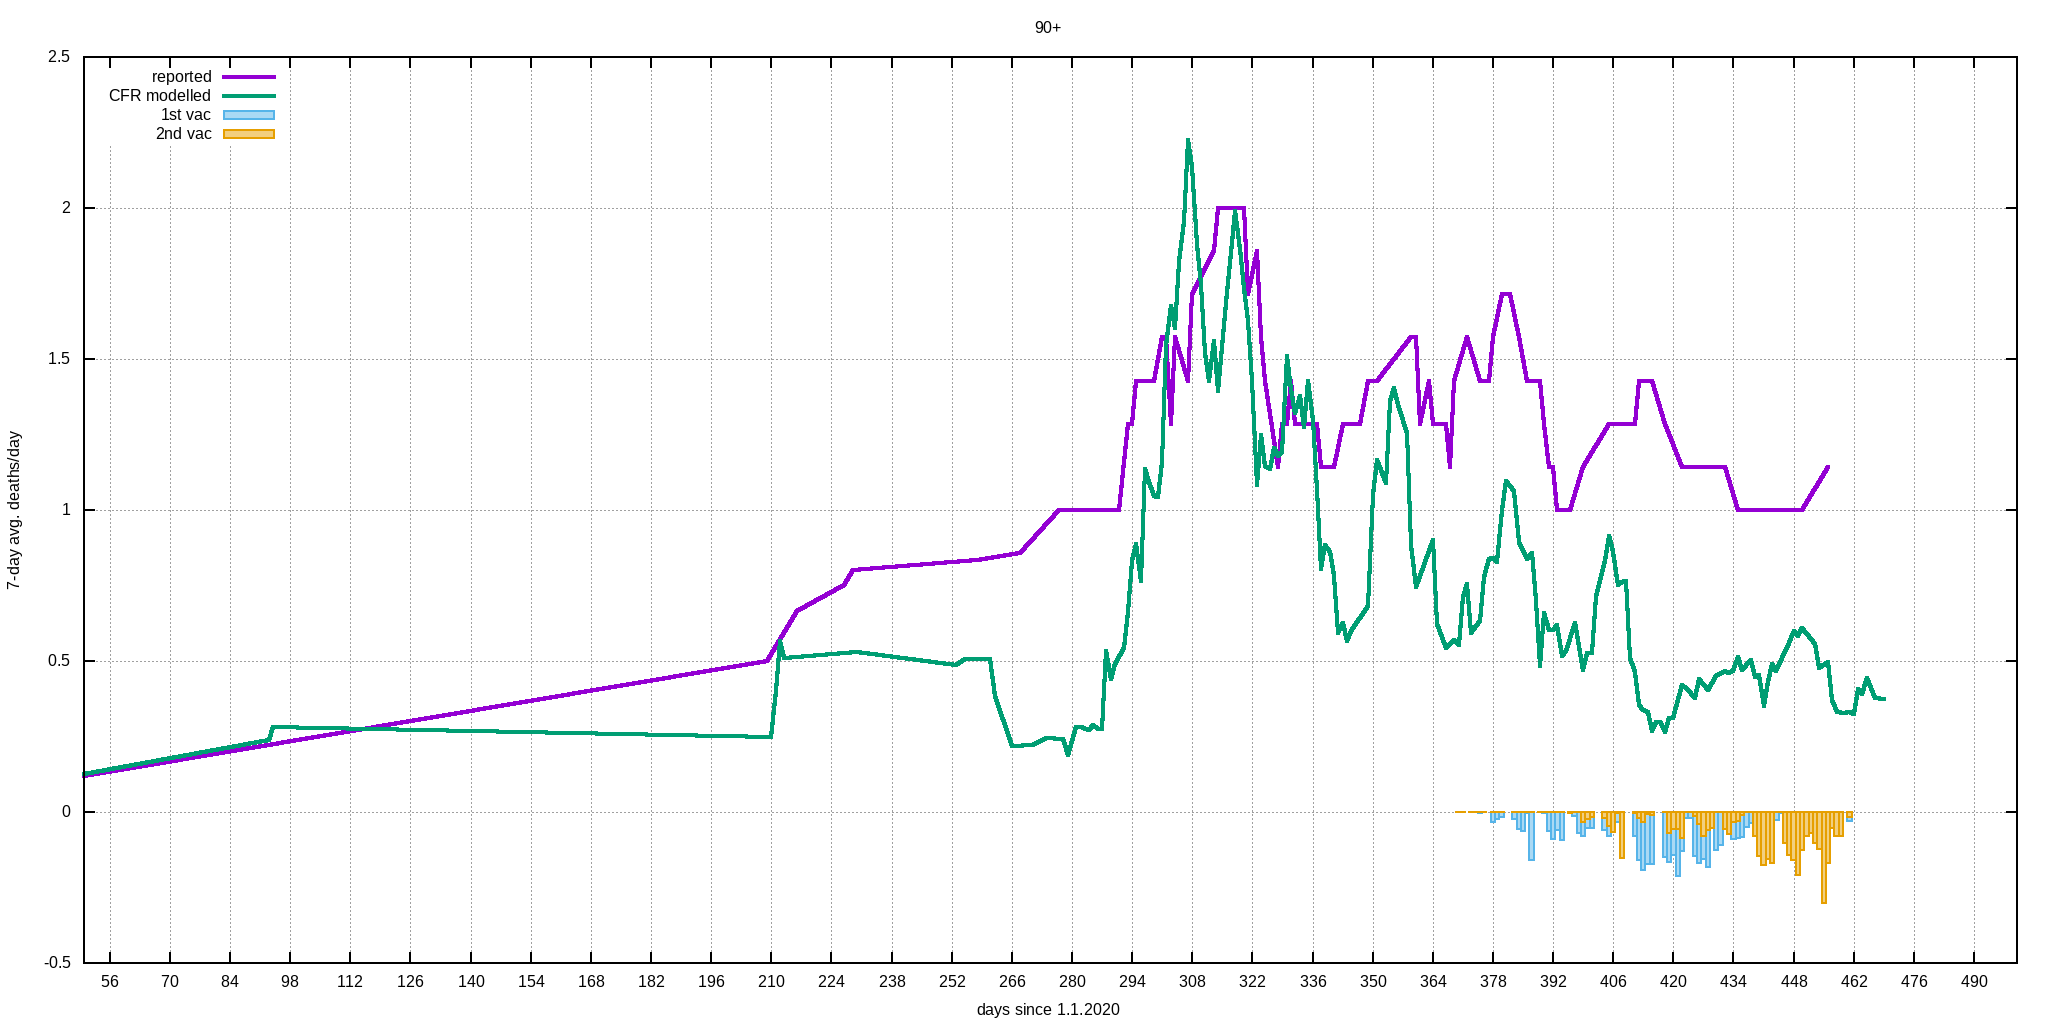 90+
2.5
2
1.5
1
0.5
0
-0.5
7-day avg. deaths/day
reported
CFR modelled
1st vac
2nd vac
56 70 84 98 112 126 140 154 168 182 196 210 224 238 252 266 280 294 308 322 336 350 364 378 392 406 420 434 448 462 476 490
days since 1.1.2020